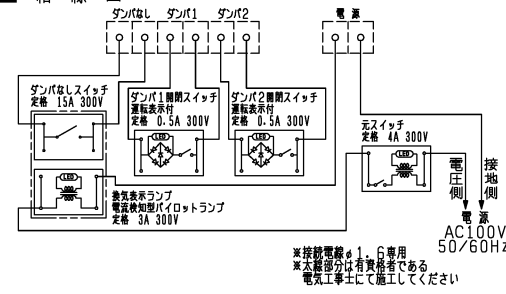 結線図
ダンパなし ダンパ1 ダンパ2 電源
ダンパなしスイッチ
定格 15A 300V
ダンパ1開閉スイッチ
運転表示付
定格 0.5A 300V
ダンパ2開閉スイッチ
運転表示付
定格 0.5A 300V
元スイッチ
定格 4A 300V
LED
LED
LED
LED
換気表示ランプ
電流検知型パイロットランプ
定格 3A 300V
電圧側
接地側
電源
AC100V
50/60Hz
※接続電線φ1.6専用
※太線部分は有資格者である
電気工事士にて施工してください